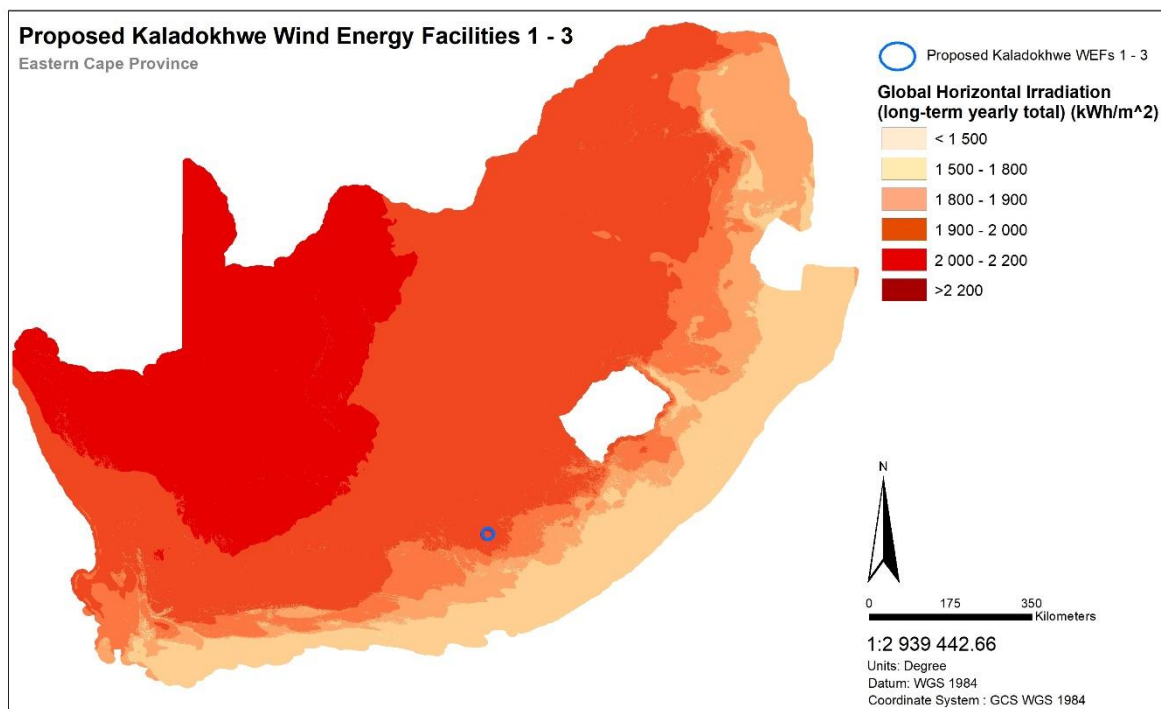 Proposed Kaladokhwe Wind Energy Facilities 1 - 3
Eastern Cape Province
Proposed Kaladokhwe WEFs 1 - 3
Global Horizontal Irradiation
(long-term yearly total) (kWh/m^2)
< 1 500
1 500 - 1 800
1 800 - 1 900
1 900 - 2 000
2 000 - 2 200
>2 200
N
0 175 350
Kilometers
1:2 939 442.66
Units: Degree
Datum: WGS 1984
Coordinate System : GCS WGS 1984